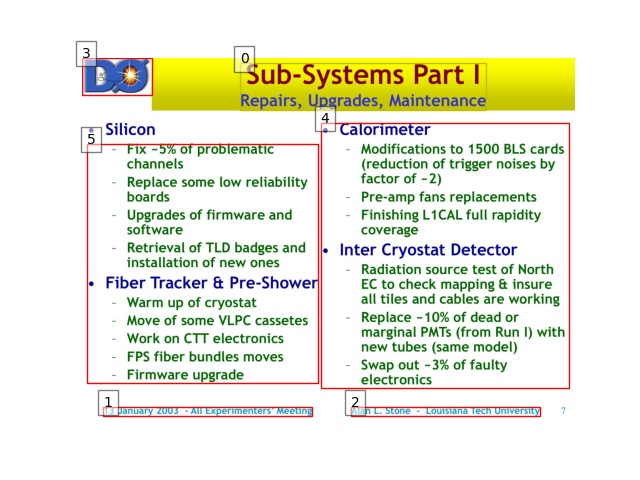 3
0
DØ
Sub-Systems Part I
Repairs, Upgrades, Maintenance
5
• Silicon
– Fix ~5% of problematic
channels
– Replace some low reliability
boards
– Upgrades of firmware and
software
– Retrieval of TLD badges and
installation of new ones
• Fiber Tracker & Pre-Shower
– Warm up of cryostat
– Move of some VLPC cassetes
– Work on CTT electronics
– FPS fiber bundles moves
– Firmware upgrade
4
• Calorimeter
– Modifications to 1500 BLS cards
(reduction of trigger noises by
factor of ~2)
– Pre-amp fans replacements
– Finishing L1CAL full rapidity
coverage
• Inter Cryostat Detector
– Radiation source test of North
EC to check mapping & insure
all tiles and cables are working
– Replace ~10% of dead or
marginal PMTs (from Run I) with
new tubes (same model)
– Swap out ~3% of faulty
electronics
1
January 2003 - All Experimenters' Meeting
2
Alan L. Stone - Louisiana Tech University
7